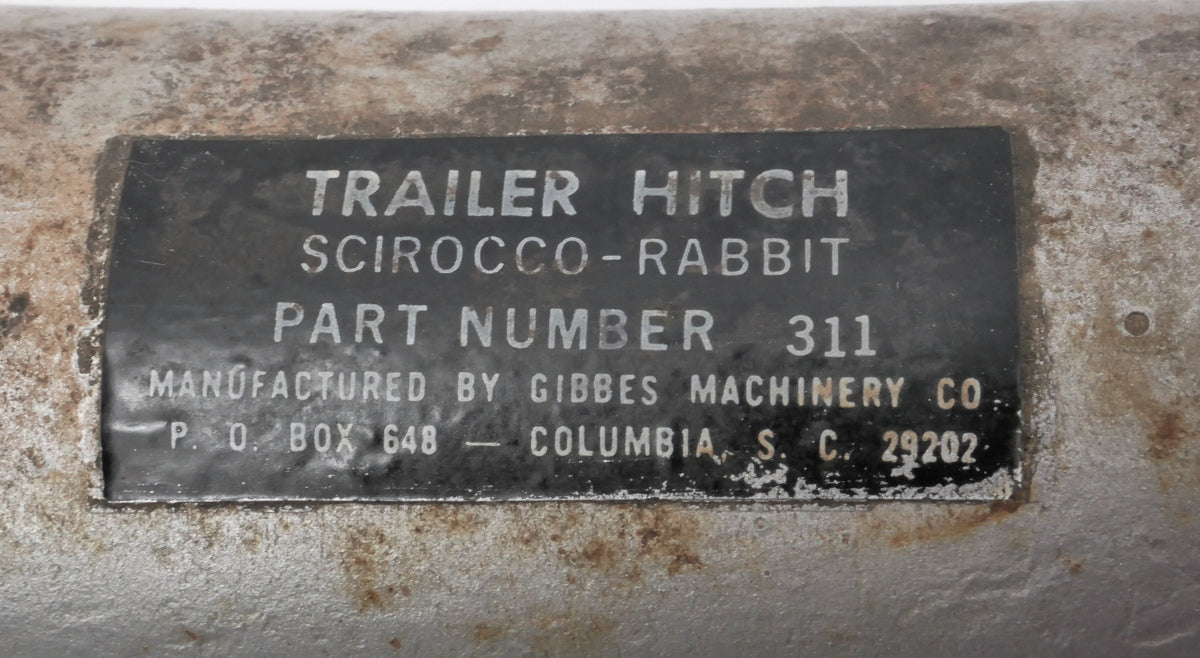 TRAILER HITCH
SCIROCCO-RABBIT
PART NUMBER 311
MANUFACTURED BY GIBBES MACHINERY CO
P. O. BOX 648 — COLUMBIA, S. C. 29202